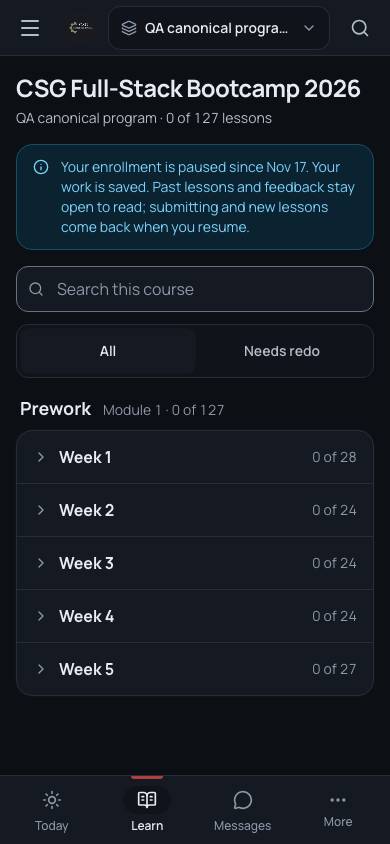 QA canonical progra...
CSG Full-Stack Bootcamp 2026
QA canonical program · 0 of 127 lessons
Your enrollment is paused since Nov 17. Your
work is saved. Past lessons and feedback stay
open to read; submitting and new lessons
come back when you resume.
Search this course
All
Needs redo
Prework Module 1 · 0 of 127
Week 1 0 of 28
Week 2 0 of 24
Week 3 0 of 24
Week 4 0 of 24
Week 5 0 of 27
Today
Learn
Messages
More